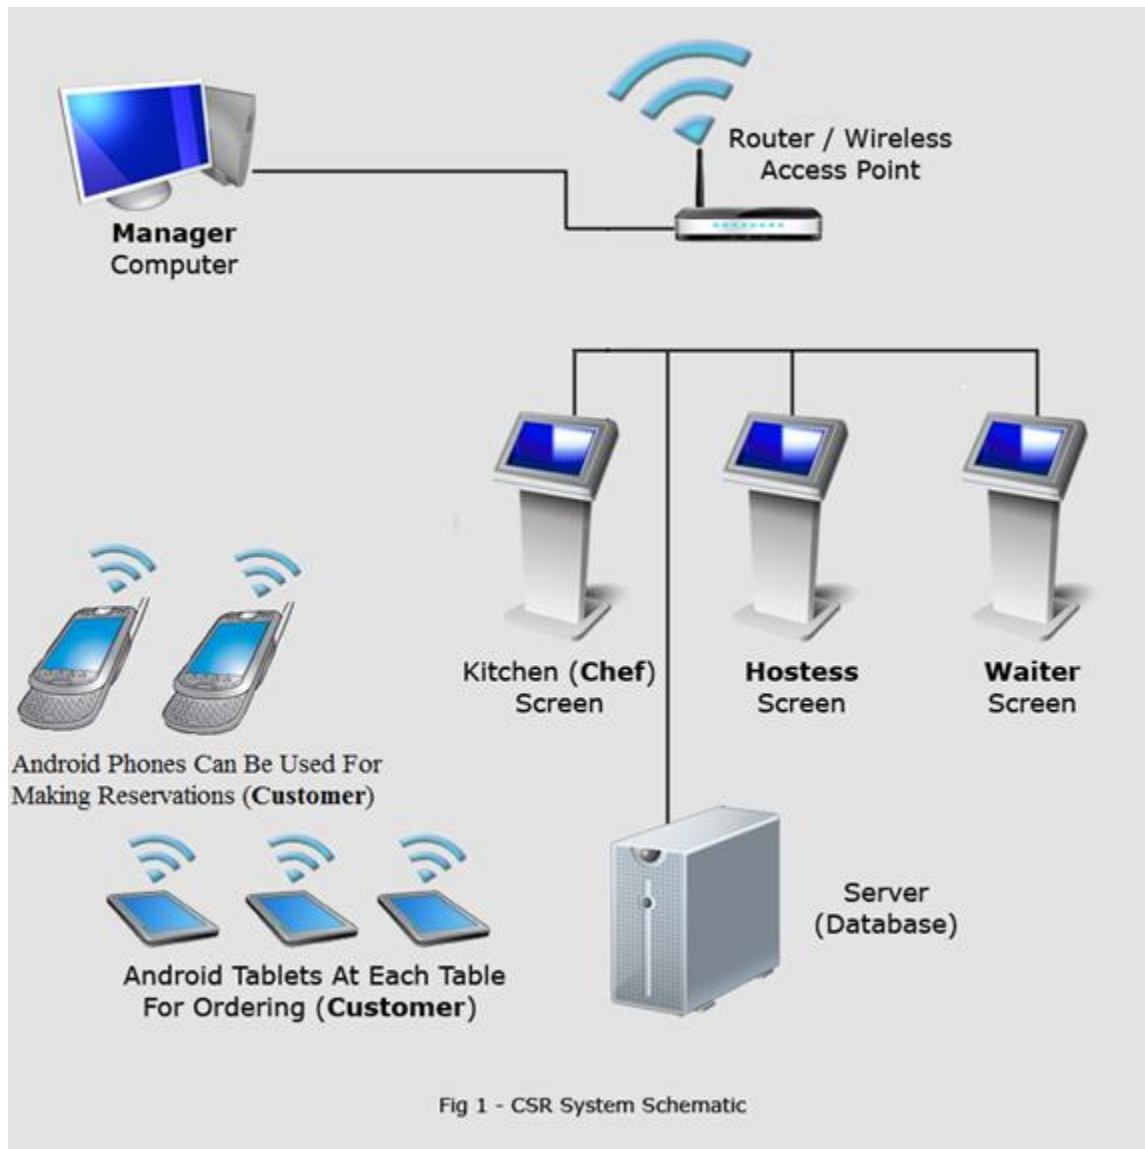 Router / Wireless
Access Point
Manager
Computer
Kitchen (Chef)
Screen
Hostess
Screen
Waiter
Screen
Android Phones Can Be Used For
Making Reservations (Customer)
Server
(Database)
Android Tablets At Each Table
For Ordering (Customer)
Fig 1 - CSR System Schematic